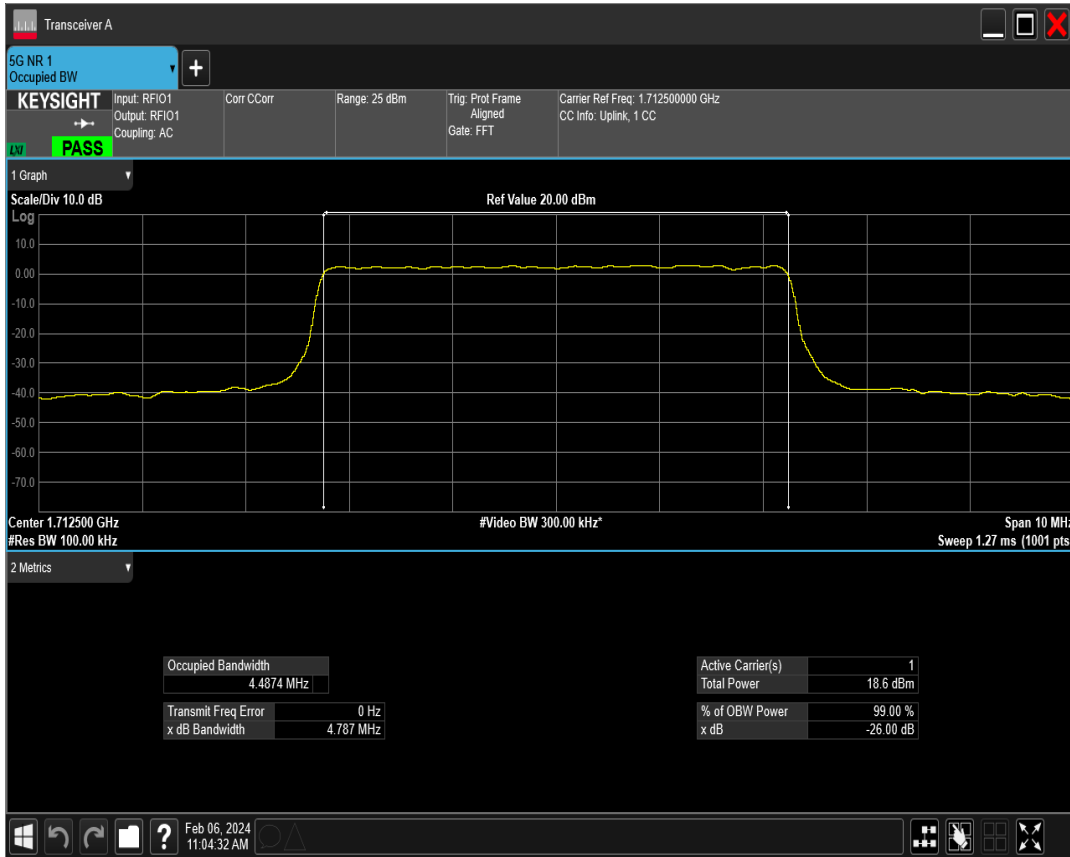 Transceiver A
5G NR 1
Occupied BW
KEYSIGHT
Input: RFIO1
Output: RFIO1
Coupling: AC
Corr CCorr
Range: 25 dBm
Trig: Prot Frame
Aligned
Gate: FFT
Carrier Ref Freq: 1.712500000 GHz
CC Info: Uplink, 1 CC
LXI
PASS
1 Graph
Scale/Div 10.0 dB
Ref Value 20.00 dBm
Log
10.0
0.00
-10.0
-20.0
-30.0
-40.0
-50.0
-60.0
-70.0
Center 1.712500 GHz
#Video BW 300.00 kHz*
Span 10 MHz
#Res BW 100.00 kHz
Sweep 1.27 ms (1001 pts
2 Metrics
Occupied Bandwidth
4.4874 MHz
Transmit Freq Error 0 Hz
x dB Bandwidth 4.787 MHz
Active Carrier(s) 1
Total Power 18.6 dBm
% of OBW Power 99.00 %
x dB -26.00 dB
?
Feb 06, 2024
11:04:32 AM